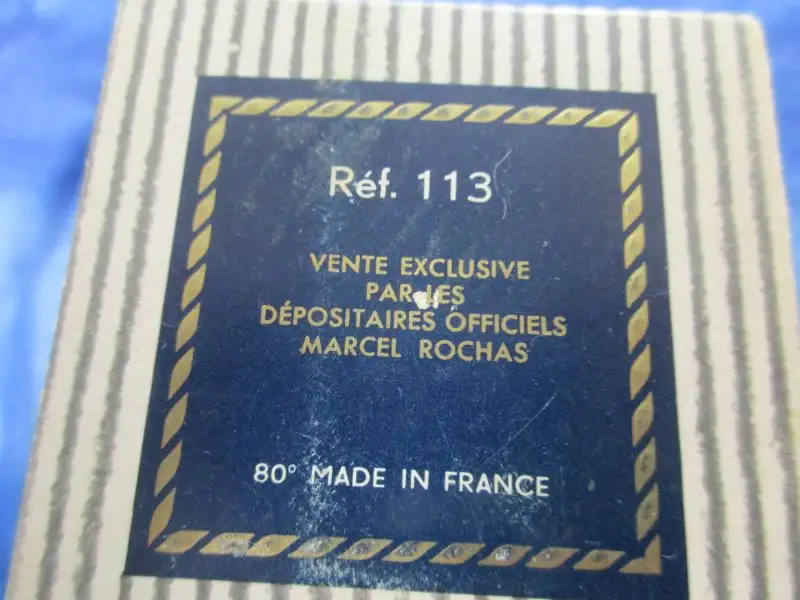 Réf. 113
VENTE EXCLUSIVE
PAR LES
DÉPOSITAIRES OFFICIELS
MARCEL ROCHAS
80° MADE IN FRANCE